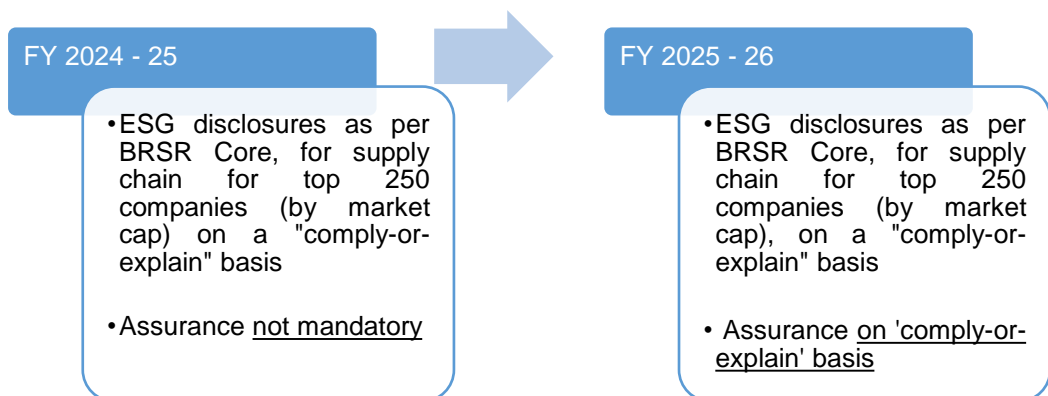 FY 2024 - 25
•ESG disclosures as per
BRSR Core, for supply
chain for top 250
companies (by market
cap) on a "comply-or-
explain" basis
•Assurance not mandatory
FY 2025 - 26
•ESG disclosures as per
BRSR Core, for supply
chain for top 250
companies (by market
cap), on a "comply-or-
explain" basis
• Assurance on 'comply-or-
explain' basis